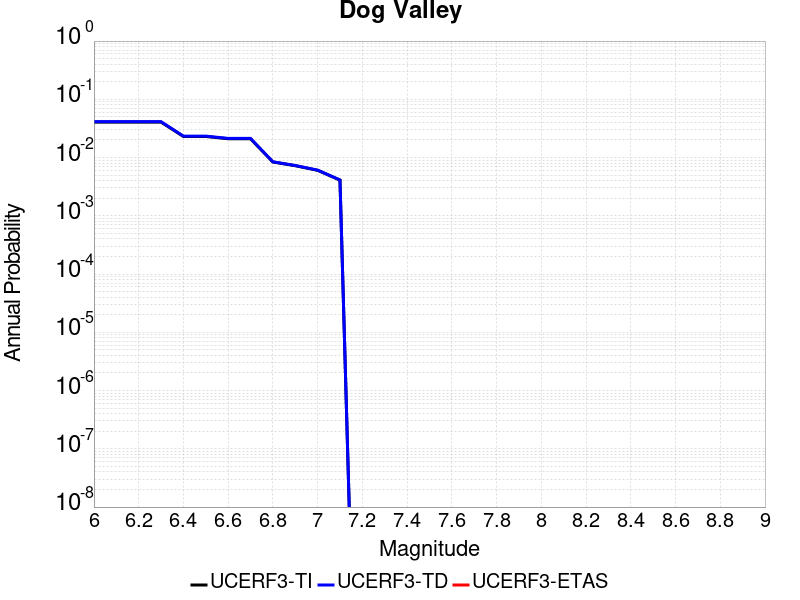 Dog Valley
10^0
10^-1
10^-2
10^-3
10^-4
10^-5
10^-6
10^-7
10^-8
Annual Probability
6 6.2 6.4 6.6 6.8 7 7.2 7.4 7.6 7.8 8 8.2 8.4 8.6 8.8 9
Magnitude
UCERF3-TI UCERF3-TD UCERF3-ETAS